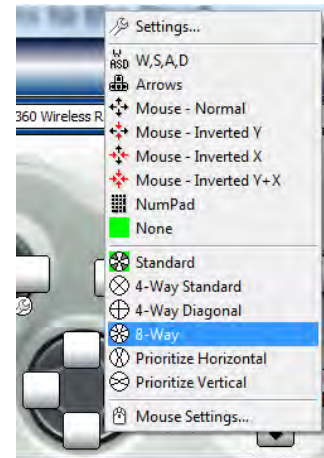 Settings...
W
ASD W,S,A,D
Arrows
360 Wireless R
Mouse - Normal
Mouse - Inverted Y
Mouse - Inverted X
Mouse - Inverted Y+X
NumPad
None
Standard
4-Way Standard
4-Way Diagonal
8-Way
Prioritize Horizontal
Prioritize Vertical
Mouse Settings...